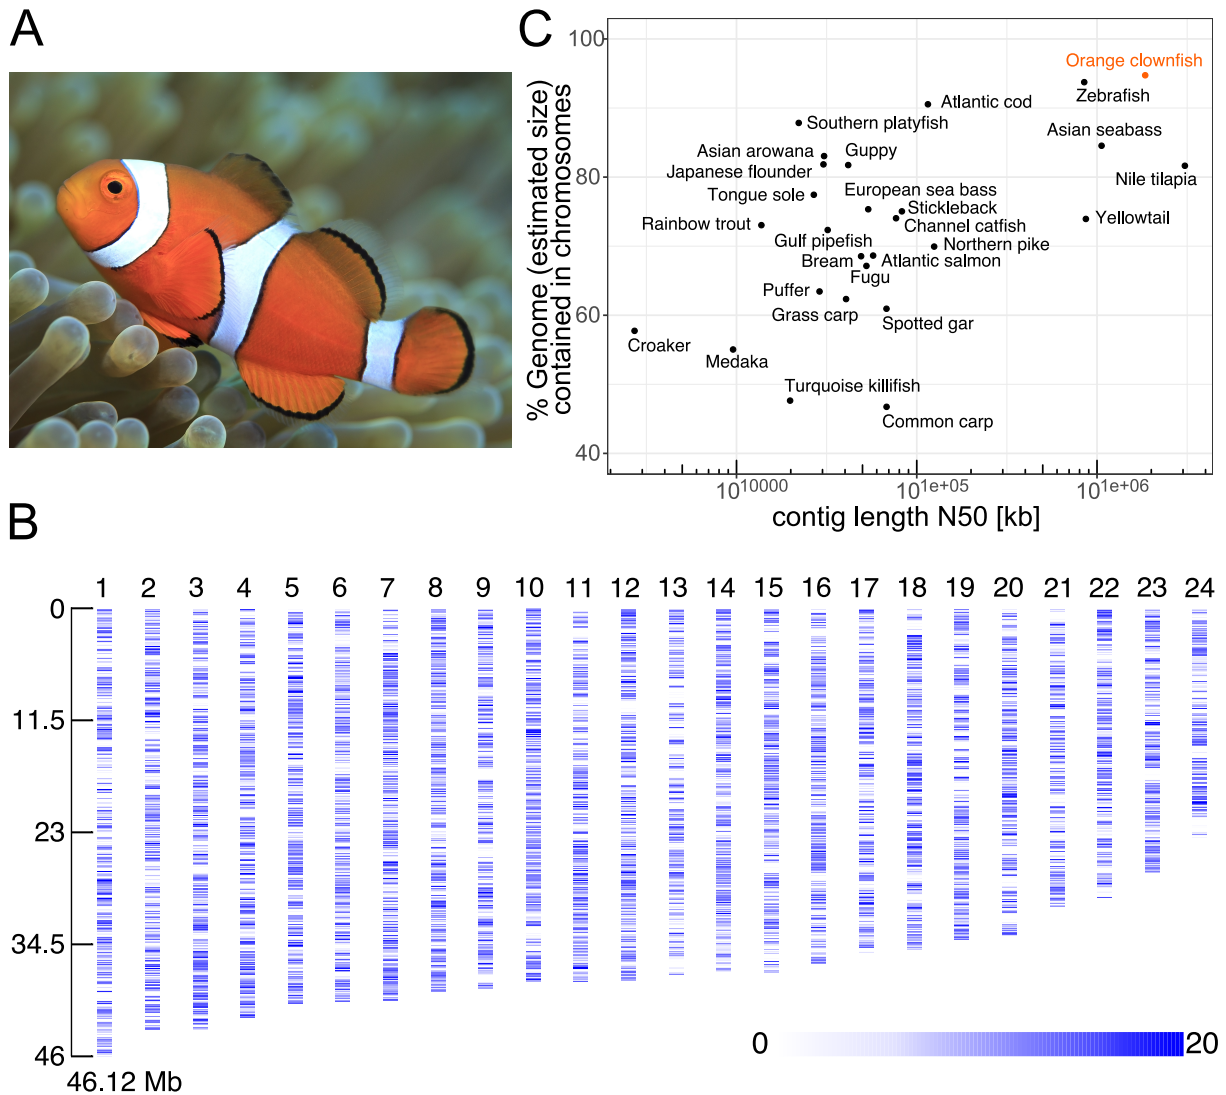 A
C
% Genome (estimated size)
contained in chromosomes
100
80
60
40
Orange clownfish
Zebrafish
Atlantic cod
Southern platyfish
Asian seabass
Asian arowana
Guppy
Japanese flounder
Nile tilapia
European sea bass
Tongue sole
Stickleback
Yellowtail
Rainbow trout
Channel catfish
Gulf pipefish
Northern pike
Bream
Atlantic salmon
Fugu
Puffer
Grass carp
Spotted gar
Croaker
Medaka
Turquoise killifish
Common carp
10^10000 10^1e+05 10^1e+06
contig length N50 [kb]
B
1 2 3 4 5 6 7 8 9 10 11 12 13 14 15 16 17 18 19 20 21 22 23 24
0
11.5
23
34.5
46
46.12 Mb
0 20